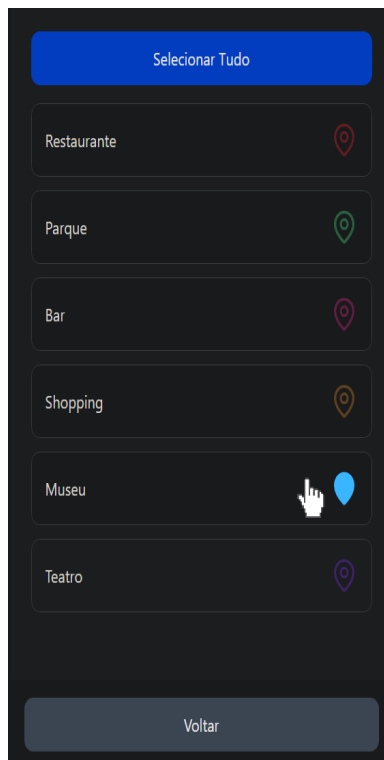 Selecionar Tudo
Restaurante
Parque
Bar
Shopping
Museu
Teatro
Voltar